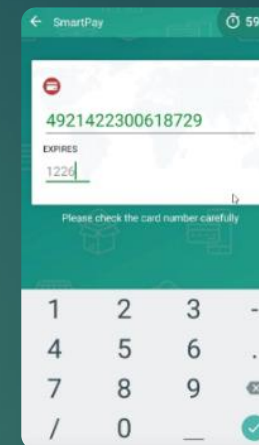 SmartPay 59
4921422300618729
EXPIRES
1226
Please check the card number carefully
1 2 3 -
4 5 6 .
7 8 9
/ 0 _